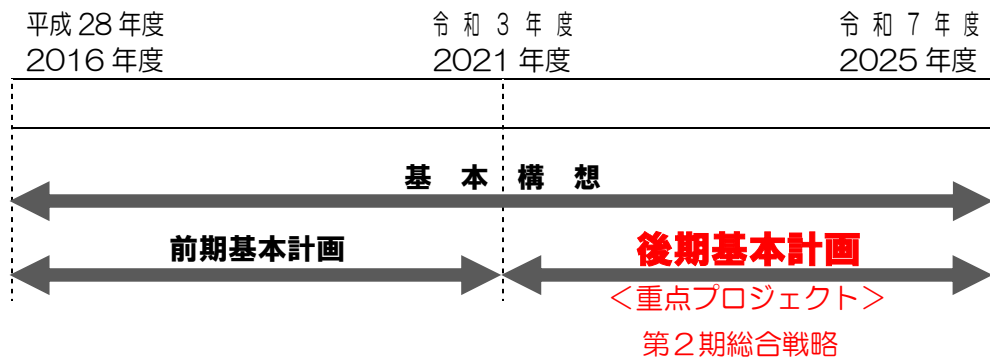 平成28年度 令和3年度 令和7年度
2016年度 2021年度 2025年度
基本構想
前期基本計画 後期基本計画
＜重点プロジェクト＞
第2期総合戦略